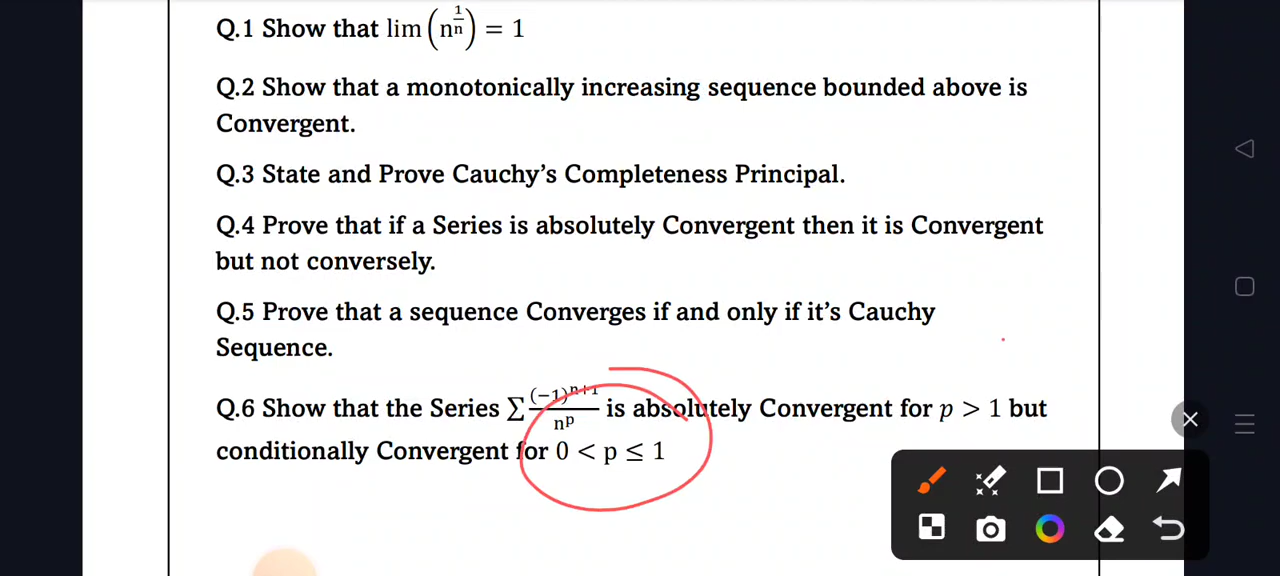 Q.1 Show that lim (n^{1/n}) = 1
Q.2 Show that a monotonically increasing sequence bounded above is
Convergent.
Q.3 State and Prove Cauchy's Completeness Principal.
Q.4 Prove that if a Series is absolutely Convergent then it is Convergent
but not conversely.
Q.5 Prove that a sequence Converges if and only if it's Cauchy
Sequence.
Q.6 Show that the Series ∑ (−1)^{n+1}/n^p is absolutely Convergent for p > 1 but
conditionally Convergent for 0 < p ≤ 1